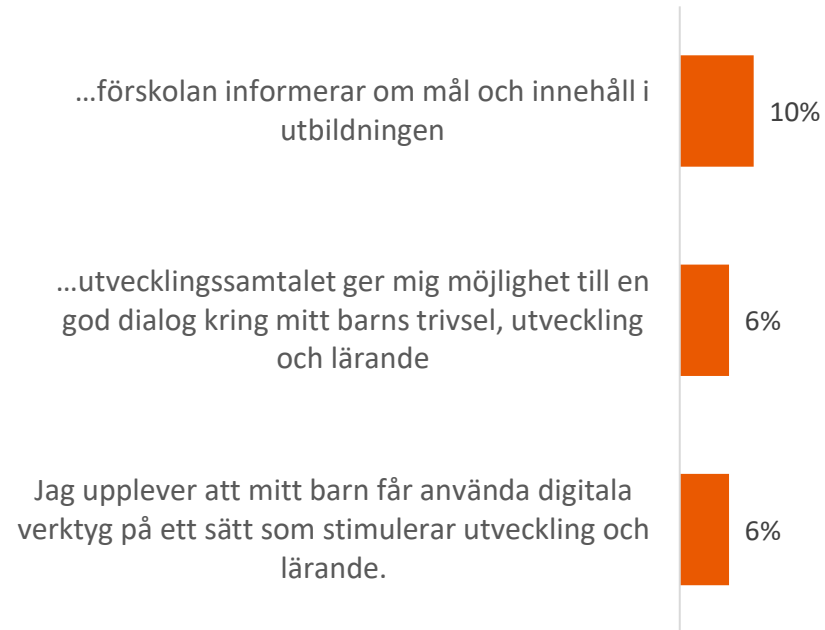 …förskolan informerar om mål och innehåll i
utbildningen
10%
…utvecklingssamtalet ger mig möjlighet till en
god dialog kring mitt barns trivsel, utveckling
och lärande
6%
Jag upplever att mitt barn får använda digitala
verktyg på ett sätt som stimulerar utveckling och
lärande.
6%